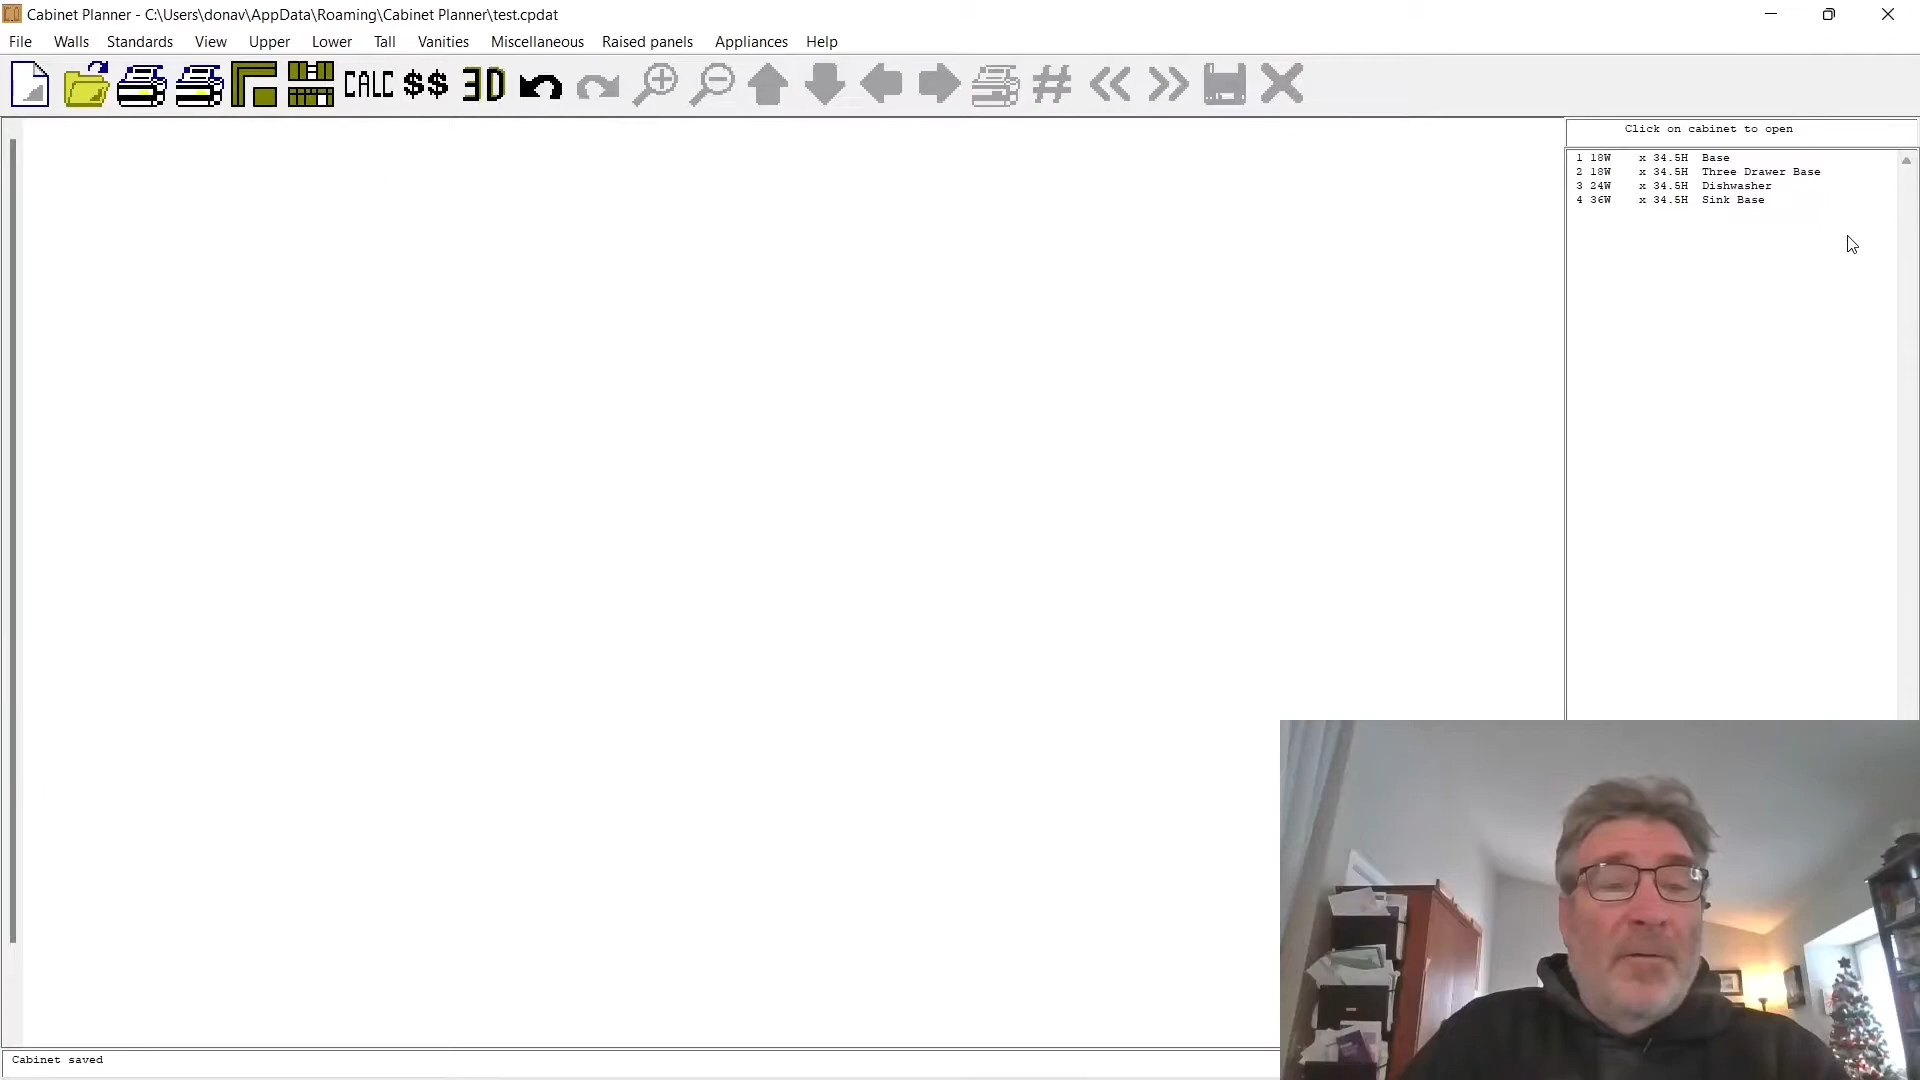 Cabinet Planner - C:\Users\donav\AppData\Roaming\Cabinet Planner\test.cpdat
File Walls Standards View Upper Lower Tall Vanities Miscellaneous Raised panels Appliances Help
CALC $$ 3D #
Click on cabinet to open
1 18W x 34.5H Base
2 18W x 34.5H Three Drawer Base
3 24W x 34.5H Dishwasher
4 36W x 34.5H Sink Base
Cabinet saved